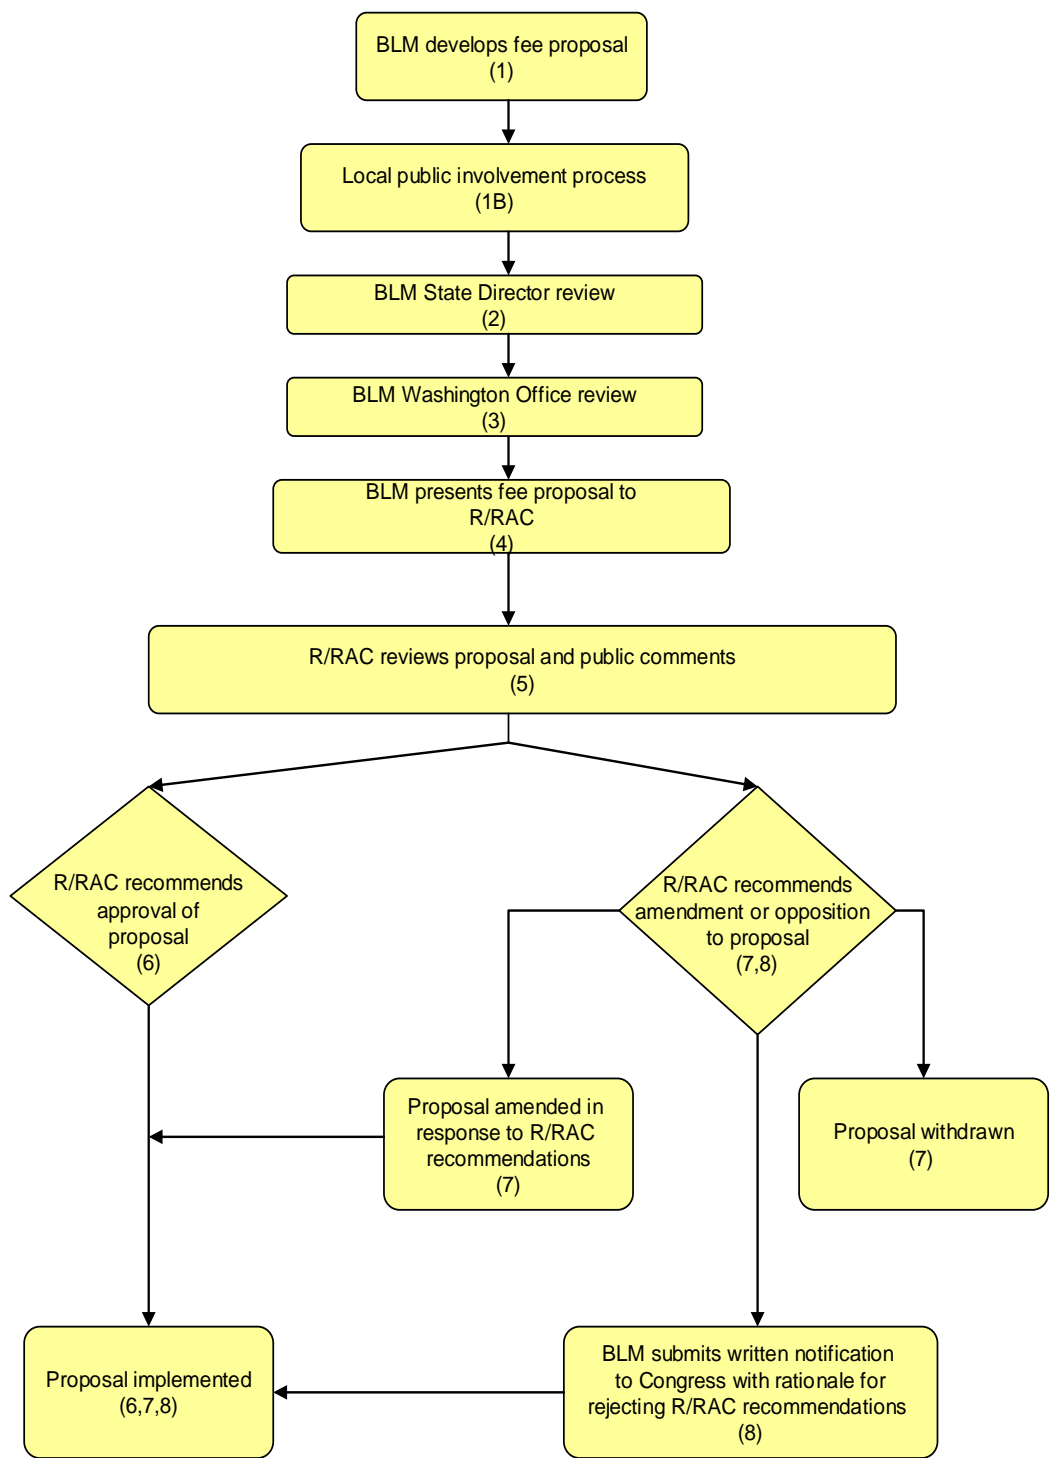 BLM develops fee proposal
(1)
Local public involvement process
(1B)
BLM State Director review
(2)
BLM Washington Office review
(3)
BLM presents fee proposal to
R/RAC
(4)
R/RAC reviews proposal and public comments
(5)
R/RAC recommends
approval of
proposal
(6)
R/RAC recommends
amendment or opposition
to proposal
(7,8)
Proposal amended in
response to R/RAC
recommendations
(7)
Proposal withdrawn
(7)
Proposal implemented
(6,7,8)
BLM submits written notification
to Congress with rationale for
rejecting R/RAC recommendations
(8)